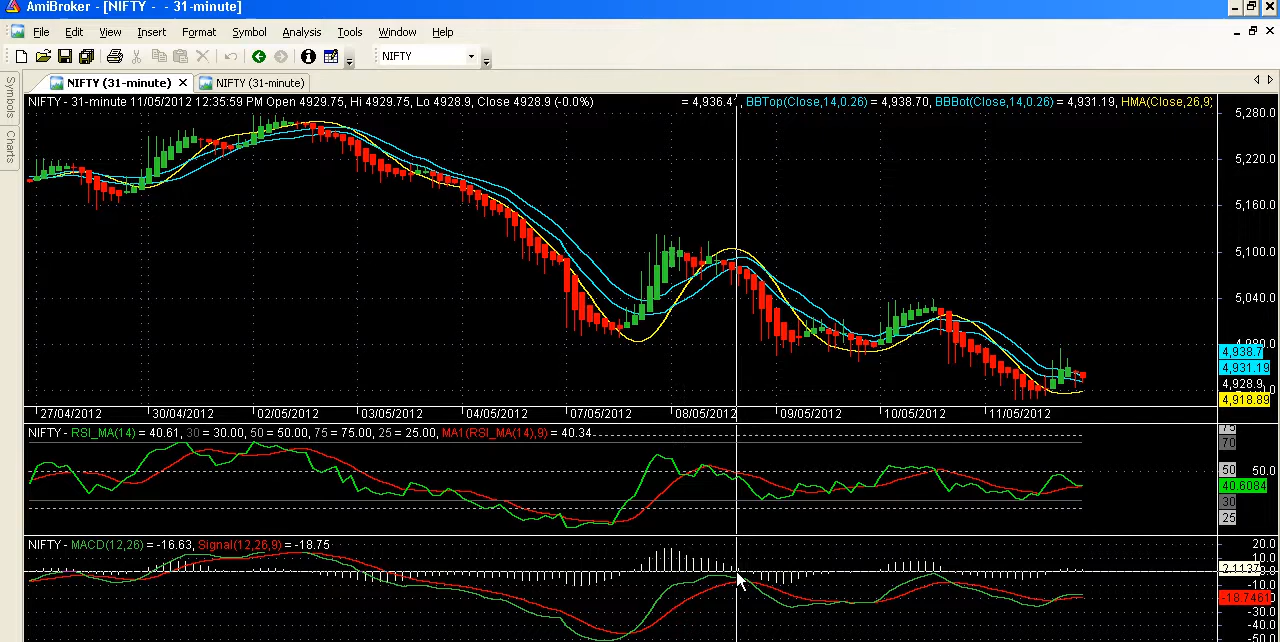 AmiBroker - [NIFTY - - 31-minute]
File Edit View Insert Format Symbol Analysis Tools Window Help
NIFTY
NIFTY (31-minute) NIFTY (31-minute)
Symbols
Charts
NIFTY - 31-minute 11/05/2012 12:35:59 PM Open 4929.75, Hi 4929.75, Lo 4928.9, Close 4928.9 (-0.0%) = 4,936.4 BBTop(Close,14,0.26) = 4,938.70, BBBot(Close,14,0.26) = 4,931.19, HMA(Close,26,9)
5,280.0
5,220.0
5,160.0
5,100.0
5,040.0
4,938.7
4,931.19
4,928.9
4,918.89
27/04/2012 30/04/2012 02/05/2012 03/05/2012 04/05/2012 07/05/2012 08/05/2012 09/05/2012 10/05/2012 11/05/2012
NIFTY - RSI_MA(14) = 40.61, 30 = 30.00, 50 = 50.00, 75 = 75.00, 25 = 25.00, MA1(RSI_MA(14),9) = 40.34
75
70
50 50.0
40.6084
30
25
NIFTY - MACD(12,26) = -16.63, Signal(12,26,9) = -18.75
20.0
10.0
2.1137
-10.0
-18.7461
-30.0
-40.0